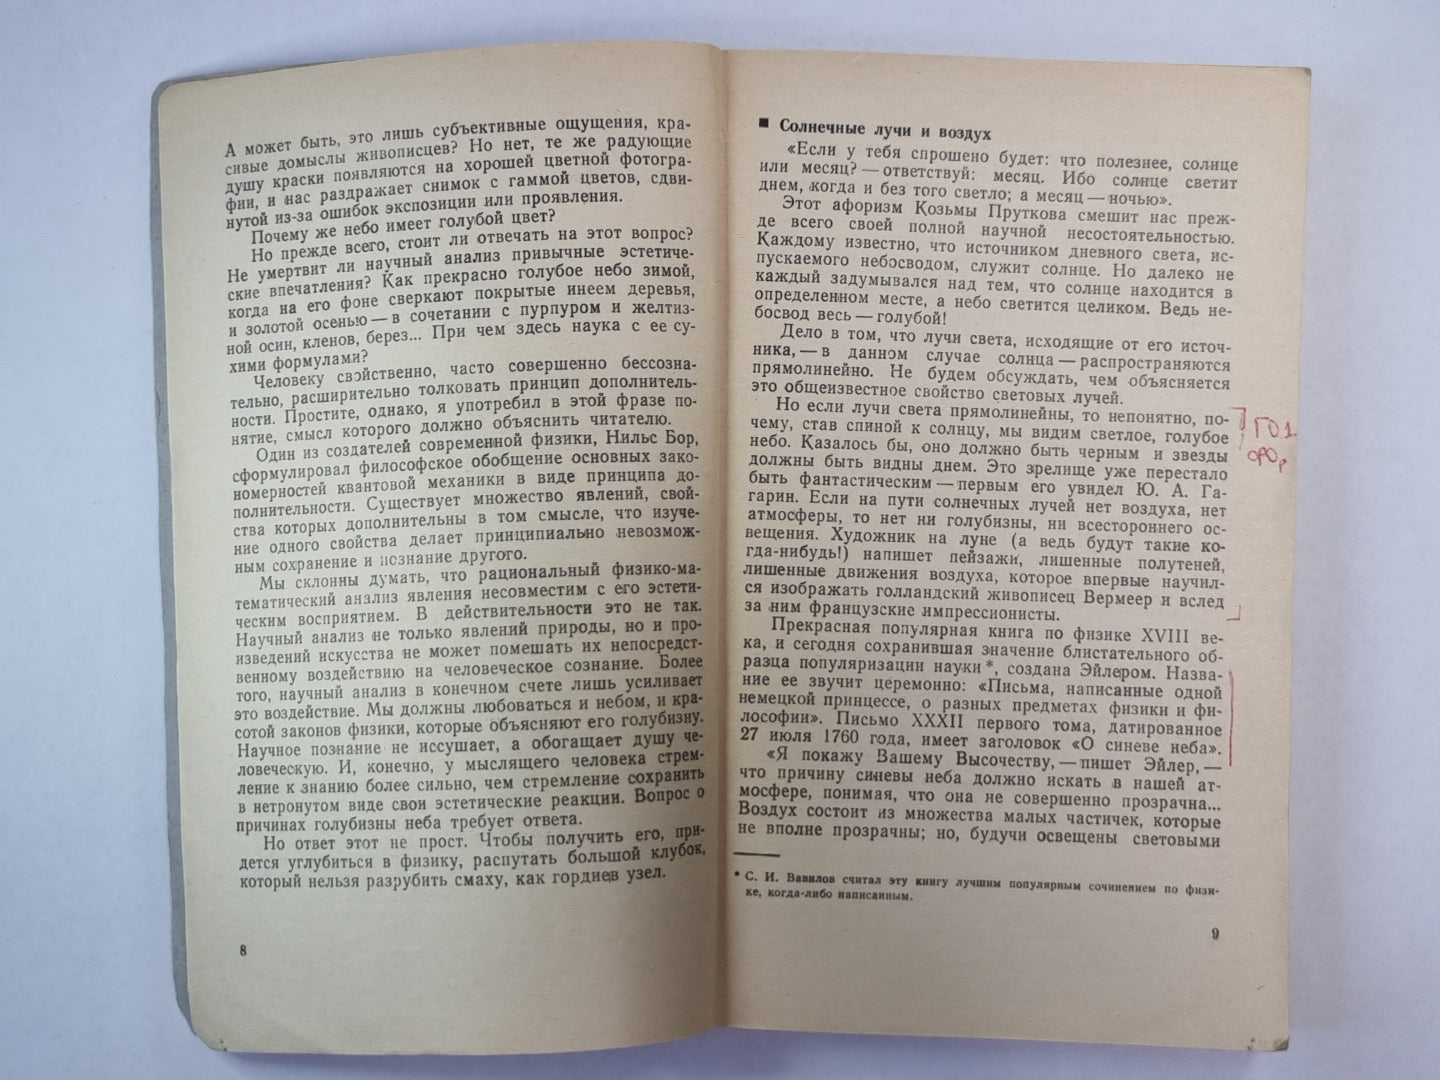 А может быть, это лишь субъективные ощущения, кра-
сивые домыслы живописцев? Но нет, те же радующие
душу краски появляются на хорошей цветной фотогра-
фии, и нас раздражает снимок с гаммой цветов, сдви-
нутой из-за ошибок экспозиции или проявления.
Почему же небо имеет голубой цвет?
Но прежде всего, стоит ли отвечать на этот вопрос?
Не умертвит ли научный анализ привычные эстетиче-
ские впечатления? Как прекрасно голубое небо зимой,
когда на его фоне сверкают покрытые инеем деревья,
и золотой осенью — в сочетании с пурпуром и желтиз-
ной осин, кленов, берез... При чем здесь наука с ее су-
хими формулами?
Человеку свойственно, часто совершенно бессозна-
тельно, расширительно толковать принцип дополнитель-
ности. Простите, однако, я употребил в этой фразе по-
нятие, смысл которого должно объяснить читателю.
Один из создателей современной физики, Нильс Бор,
сформулировал философское обобщение основных зако-
номерностей квантовой механики в виде принципа до-
полнительности. Существует множество явлений, свой-
ства которых дополнительны в том смысле, что изуче-
ние одного свойства делает принципиально невозмож-
ным сохранение и познание другого.
Мы склонны думать, что рациональный физико-ма-
тематический анализ явления несовместим с его эстети-
ческим восприятием. В действительности это не так.
Научный анализ не только явлений природы, но и про-
изведений искусства не может помешать их непосредст-
венному воздействию на человеческое сознание. Более
того, научный анализ в конечном счете лишь усиливает
это воздействие. Мы должны любоваться и небом, и кра-
сотой законов физики, которые объясняют его голубизну.
Научное познание не иссушает, а обогащает душу че-
ловеческую. И, конечно, у мыслящего человека стрем-
ление к знанию более сильно, чем стремление сохранить
в нетронутом виде свои эстетические реакции. Вопрос о
причинах голубизны неба требует ответа.
Но ответ этот не прост. Чтобы получить его, при-
дется углубиться в физику, распутать большой клубок,
который нельзя разрубить смаху, как гордиев узел.
8
■ Солнечные лучи и воздух
«Если у тебя спрошено будет: что полезнее, солнце
или месяц? — ответствуй: месяц. Ибо солнце светит
днем, когда и без того светло; а месяц — ночью».
Этот афоризм Козьмы Пруткова смешит нас преж-
де всего своей полной научной несостоятельностью.
Каждому известно, что источником дневного света, ис-
пускаемого небосводом, служит солнце. Но далеко не
каждый задумывался над тем, что солнце находится в
определенном месте, а небо светится целиком. Ведь не-
босвод весь — голубой!
Дело в том, что лучи света, исходящие от его источ-
ника, — в данном случае солнца — распространяются
прямолинейно. Не будем обсуждать, чем объясняется
это общеизвестное свойство световых лучей.
Но если лучи света прямолинейны, то непонятно, по-
чему, став спиной к солнцу, мы видим светлое, голубое
небо. Казалось бы, оно должно быть черным и звезды
должны быть видны днем. Это зрелище уже перестало
быть фантастическим — первым его увидел Ю. А. Га-
гарин. Если на пути солнечных лучей нет воздуха, нет
атмосферы, то нет ни голубизны, ни всестороннего ос-
вещения. Художник на луне (а ведь будут такие ко-
гда-нибудь!) напишет пейзажи, лишенные полутеней,
лишенные движения воздуха, которое впервые научил-
ся изображать голландский живописец Вермеер и вслед
за ним французские импрессионисты.
Прекрасная популярная книга по физике XVIII ве-
ка, и сегодня сохранившая значение блистательного об-
разца популяризации науки*, создана Эйлером. Назва-
ние ее звучит церемонно: «Письма, написанные одной
немецкой принцессе, о разных предметах физики и фи-
лософии». Письмо XXXII первого тома, датированное
27 июля 1760 года, имеет заголовок «О синеве неба».
«Я покажу Вашему Высочеству, — пишет Эйлер, —
что причину синевы неба должно искать в нашей ат-
мосфере, понимая, что она не совершенно прозрачна...
Воздух состоит из множества малых частичек, которые
не вполне прозрачны; но, будучи освещены световыми
* С. И. Вавилов считал эту книгу лучшим популярным сочинением по физи-
ке, когда-либо написанным.
9